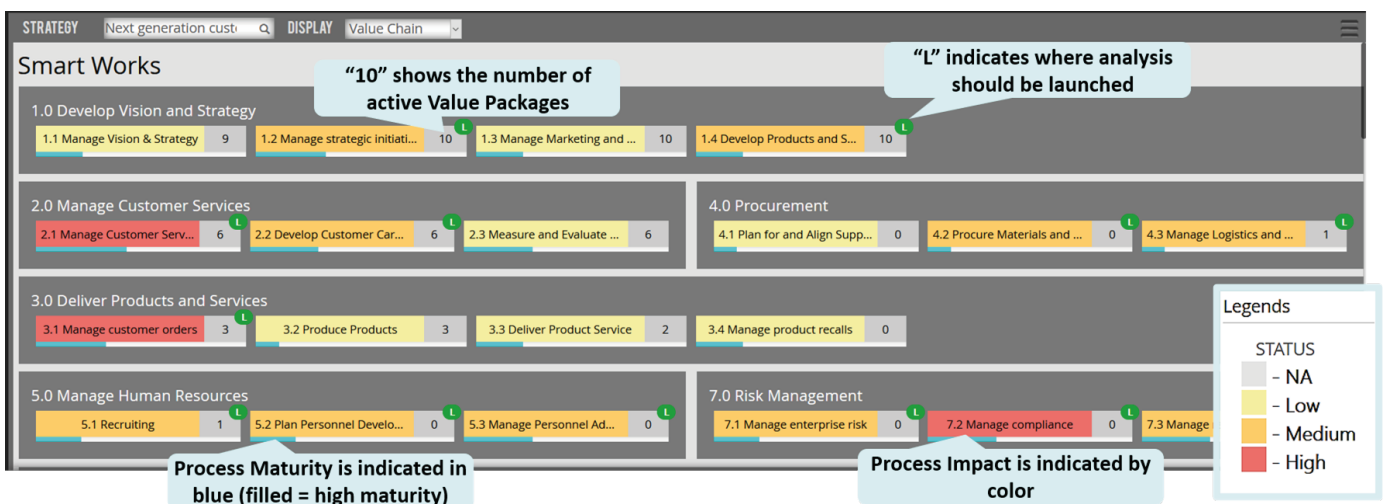 STRATEGY Next generation cust DISPLAY Value Chain
Smart Works
“10” shows the number of
active Value Packages
“L” indicates where analysis
should be launched
1.0 Develop Vision and Strategy
L L
1.1 Manage Vision & Strategy 9 1.2 Manage strategic initiati... 10 1.3 Manage Marketing and ... 10 1.4 Develop Products and S... 10
2.0 Manage Customer Services
L L
2.1 Manage Customer Serv... 6 2.2 Develop Customer Car... 6 2.3 Measure and Evaluate ... 6
4.0 Procurement
L L
4.1 Plan for and Align Supp... 0 4.2 Procure Materials and ... 0 4.3 Manage Logistics and ... 1
3.0 Deliver Products and Services
L
3.1 Manage customer orders 3 3.2 Produce Products 3 3.3 Deliver Product Service 2 3.4 Manage product recalls 0
5.0 Manage Human Resources
L L L
5.1 Recruiting 1 5.2 Plan Personnel Develo... 0 5.3 Manage Personnel Ad... 0
7.0 Risk Management
L L
7.1 Manage enterprise risk 0 7.2 Manage compliance 0 7.3 Manage
Process Maturity is indicated in
blue (filled = high maturity)
Process Impact is indicated by
color
Legends
STATUS
- NA
- Low
- Medium
- High